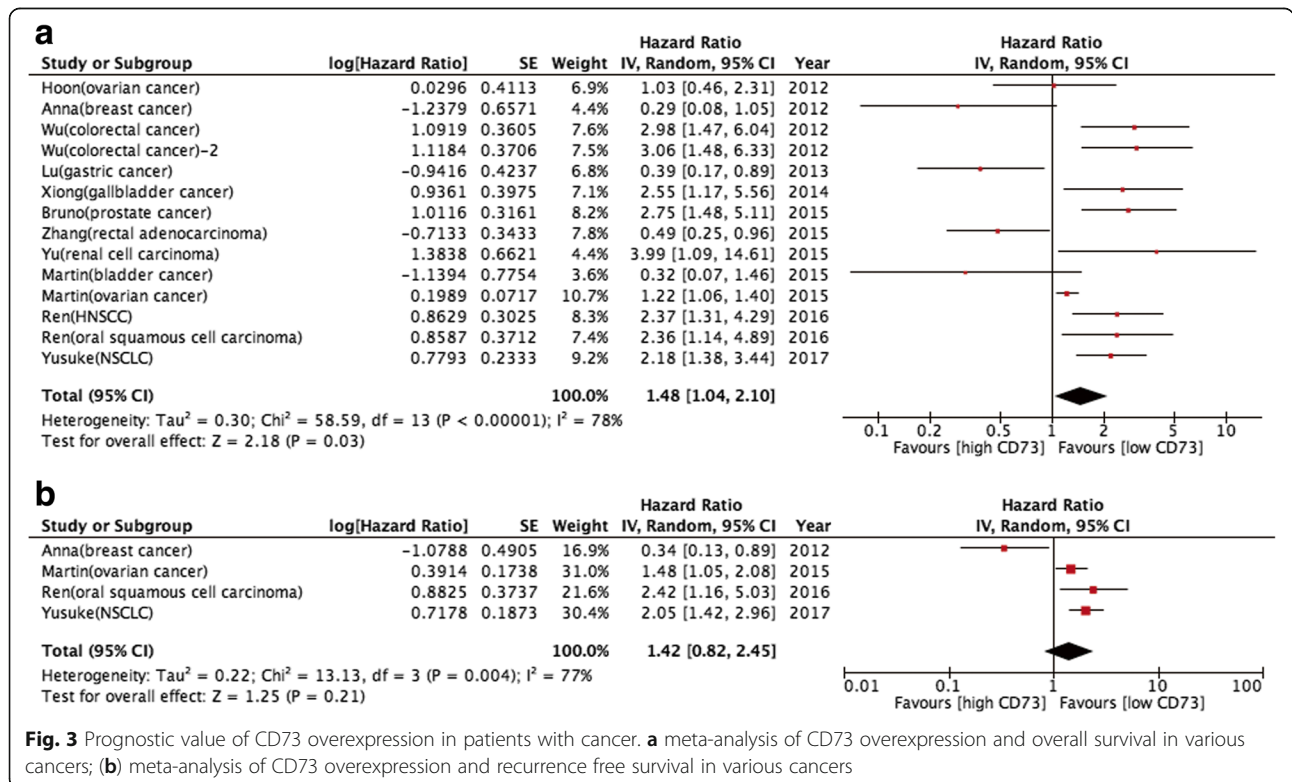 a
Hazard Ratio Hazard Ratio
Study or Subgroup log[Hazard Ratio] SE Weight IV, Random, 95% CI Year IV, Random, 95% CI
Hoon(ovarian cancer) 0.0296 0.4113 6.9% 1.03 [0.46, 2.31] 2012
Anna(breast cancer) −1.2379 0.6571 4.4% 0.29 [0.08, 1.05] 2012
Wu(colorectal cancer) 1.0919 0.3605 7.6% 2.98 [1.47, 6.04] 2012
Wu(colorectal cancer)−2 1.1184 0.3706 7.5% 3.06 [1.48, 6.33] 2012
Lu(gastric cancer) −0.9416 0.4237 6.8% 0.39 [0.17, 0.89] 2013
Xiong(gallbladder cancer) 0.9361 0.3975 7.1% 2.55 [1.17, 5.56] 2014
Bruno(prostate cancer) 1.0116 0.3161 8.2% 2.75 [1.48, 5.11] 2015
Zhang(rectal adenocarcinoma) −0.7133 0.3433 7.8% 0.49 [0.25, 0.96] 2015
Yu(renal cell carcinoma) 1.3838 0.6621 4.4% 3.99 [1.09, 14.61] 2015
Martin(bladder cancer) −1.1394 0.7754 3.6% 0.32 [0.07, 1.46] 2015
Martin(ovarian cancer) 0.1989 0.0717 10.7% 1.22 [1.06, 1.40] 2015
Ren(HNSCC) 0.8629 0.3025 8.3% 2.37 [1.31, 4.29] 2016
Ren(oral squamous cell carcinoma) 0.8587 0.3712 7.4% 2.36 [1.14, 4.89] 2016
Yusuke(NSCLC) 0.7793 0.2333 9.2% 2.18 [1.38, 3.44] 2017
Total (95% CI) 100.0% 1.48 [1.04, 2.10]
Heterogeneity: Tau² = 0.30; Chi² = 58.59, df = 13 (P < 0.00001); I² = 78%
Test for overall effect: Z = 2.18 (P = 0.03)
0.1 0.2 0.5 1 2 5 10
Favours [high CD73] Favours [low CD73]
b
Hazard Ratio Hazard Ratio
Study or Subgroup log[Hazard Ratio] SE Weight IV, Random, 95% CI Year IV, Random, 95% CI
Anna(breast cancer) −1.0788 0.4905 16.9% 0.34 [0.13, 0.89] 2012
Martin(ovarian cancer) 0.3914 0.1738 31.0% 1.48 [1.05, 2.08] 2015
Ren(oral squamous cell carcinoma) 0.8825 0.3737 21.6% 2.42 [1.16, 5.03] 2016
Yusuke(NSCLC) 0.7178 0.1873 30.4% 2.05 [1.42, 2.96] 2017
Total (95% CI) 100.0% 1.42 [0.82, 2.45]
Heterogeneity: Tau² = 0.22; Chi² = 13.13, df = 3 (P = 0.004); I² = 77%
Test for overall effect: Z = 1.25 (P = 0.21)
0.01 0.1 1 10 100
Favours [high CD73] Favours [low CD73]
Fig. 3 Prognostic value of CD73 overexpression in patients with cancer. a meta-analysis of CD73 overexpression and overall survival in various
cancers; (b) meta-analysis of CD73 overexpression and recurrence free survival in various cancers